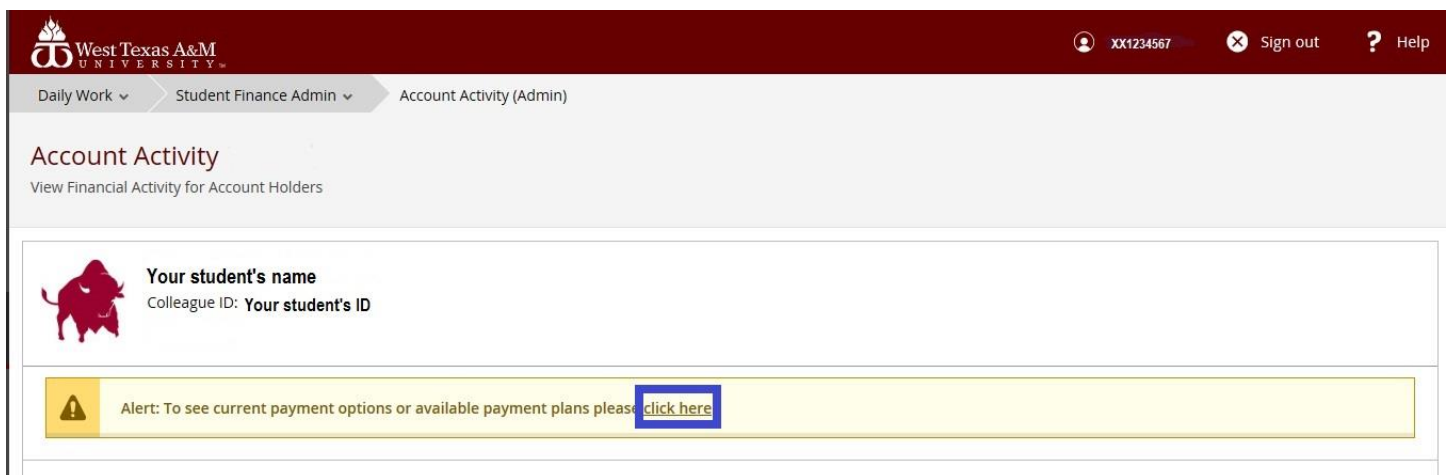 West Texas A&M
UNIVERSITY
XX1234567
Sign out
? Help
Daily Work
Student Finance Admin
Account Activity (Admin)
Account Activity
View Financial Activity for Account Holders
Your student's name
Colleague ID: Your student's ID
Alert: To see current payment options or available payment plans please click here